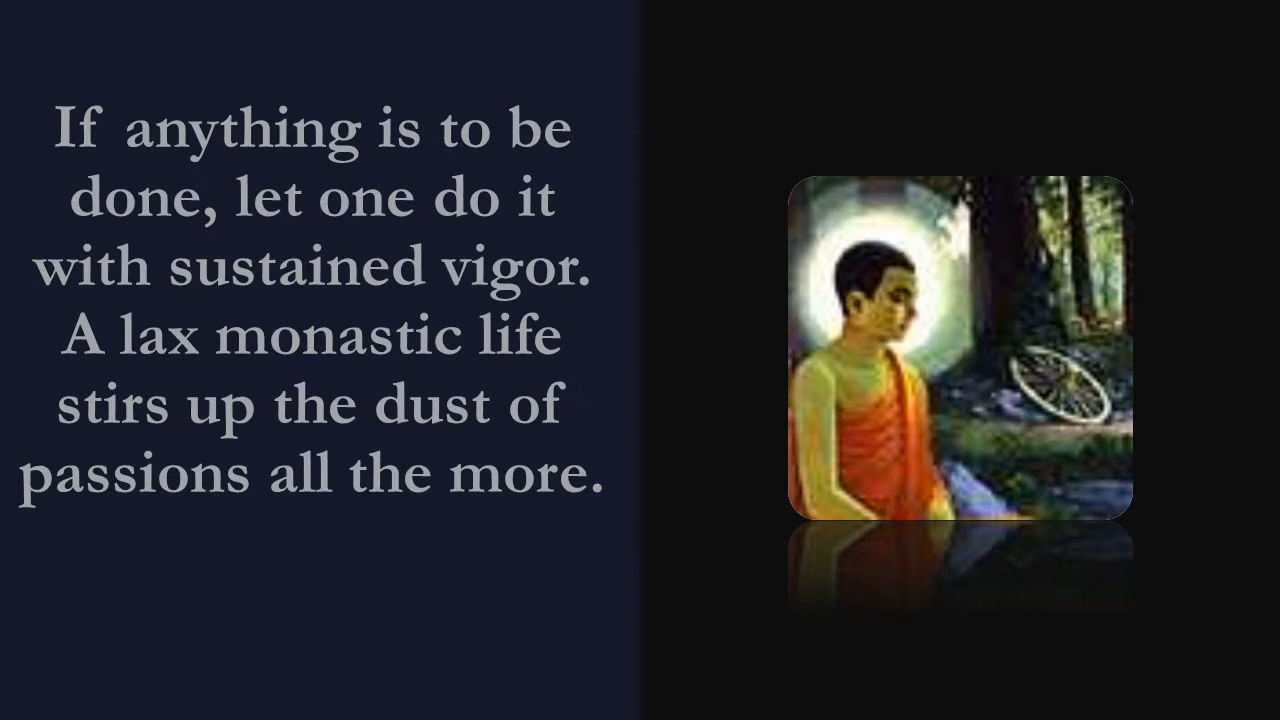 If anything is to be
done, let one do it
with sustained vigor.
A lax monastic life
stirs up the dust of
passions all the more.